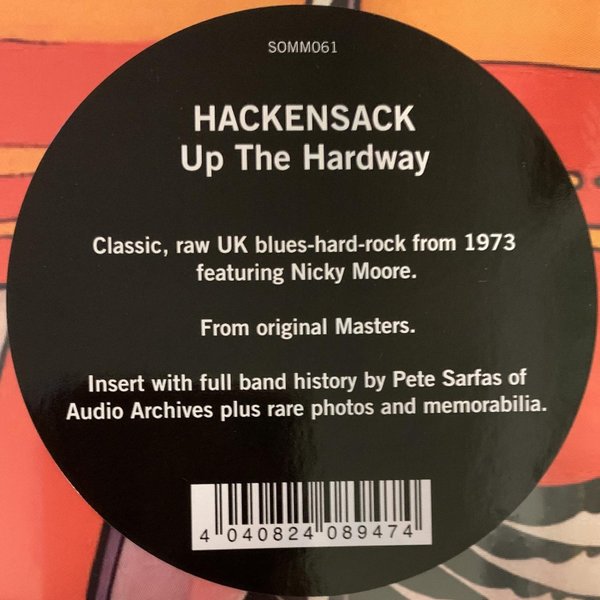 SOMM061
HACKENSACK
Up The Hardway
Classic, raw UK blues-hard-rock from 1973
featuring Nicky Moore.
From original Masters.
Insert with full band history by Pete Sarfas of
Audio Archives plus rare photos and memorabilia.
4 040824 089474